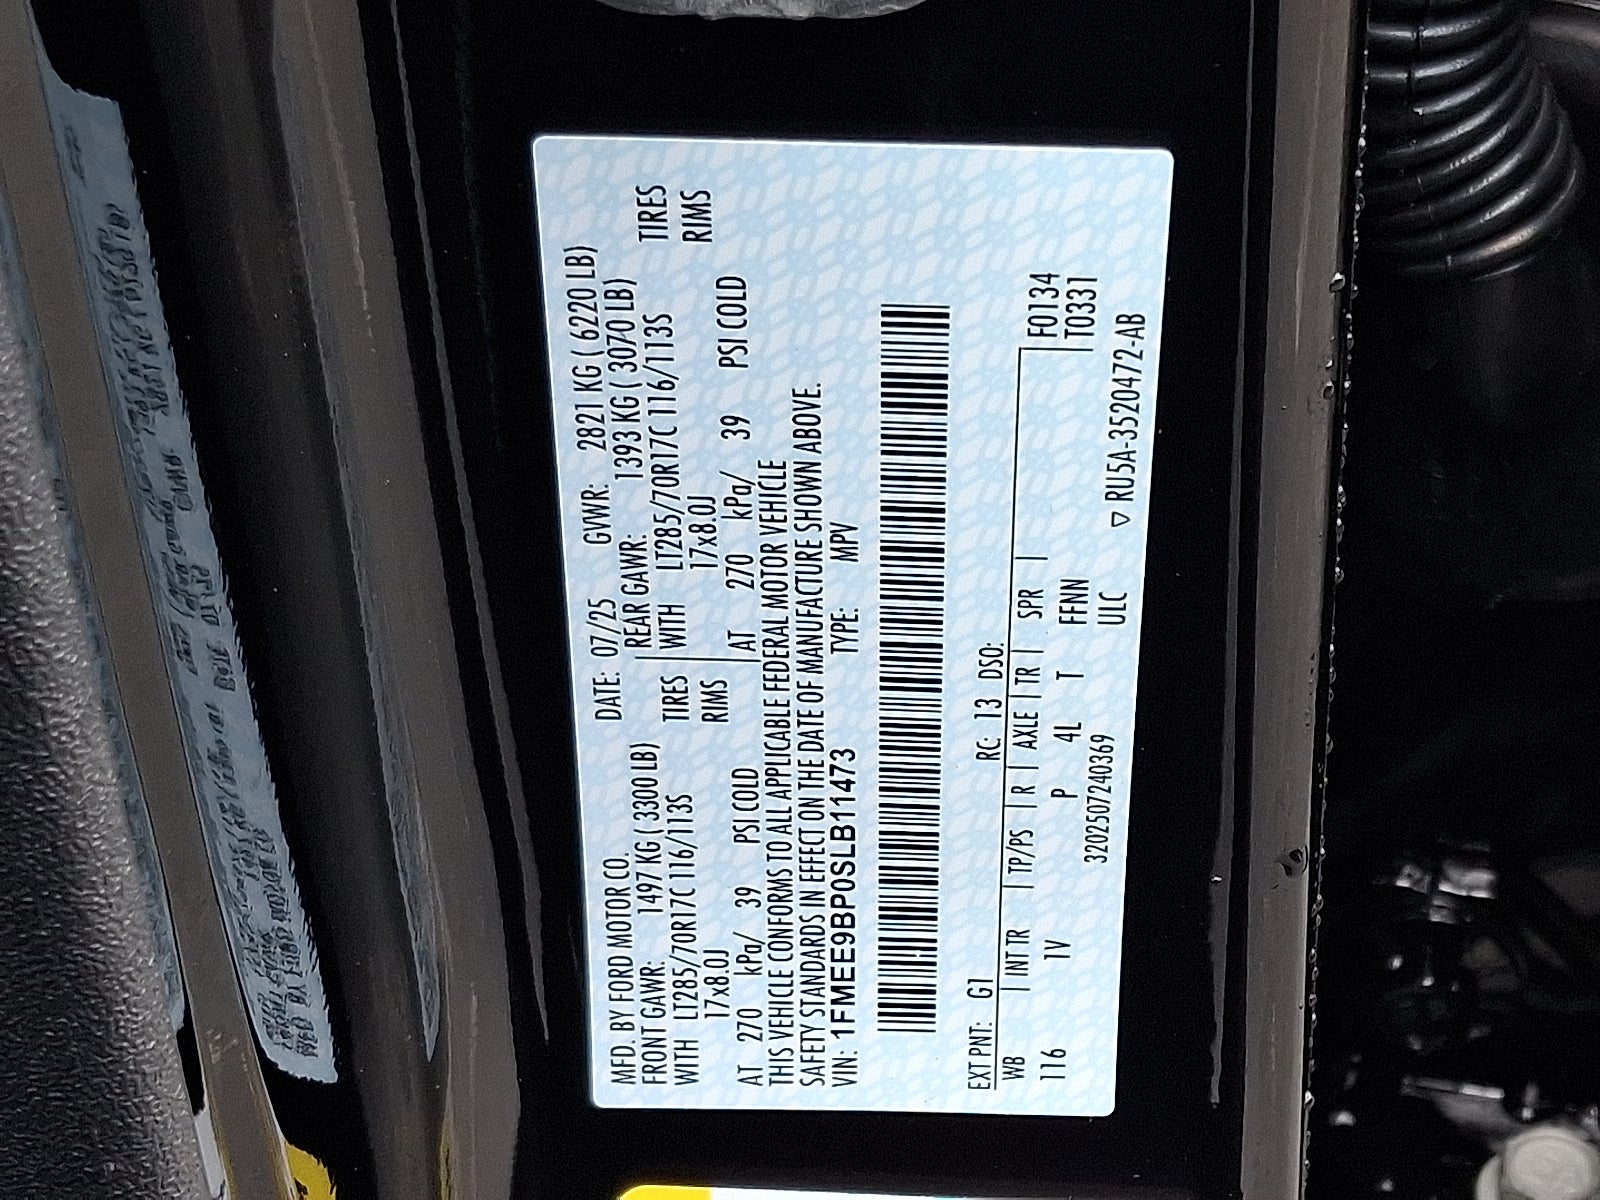 MFD. BY FORD MOTOR CO. DATE: 07/25 GVWR: 2821 KG ( 6220 LB)
FRONT GAWR: 1497 KG ( 3300 LB) REAR GAWR: 1393 KG ( 3070 LB)
WITH LT285/70R17C 116/113S TIRES WITH LT285/70R17C 116/113S TIRES
17x8.0J RIMS 17x8.0J RIMS
AT 270 kPa/ 39 PSI COLD AT 270 kPa/ 39 PSI COLD
THIS VEHICLE CONFORMS TO ALL APPLICABLE FEDERAL MOTOR VEHICLE
SAFETY STANDARDS IN EFFECT ON THE DATE OF MANUFACTURE SHOWN ABOVE.
VIN: 1FMEE9BP0SLB11473 TYPE: MPV
EXT PNT: G1 RC: 13 DSO:
WB | INT TR | TP/PS | R | AXLE | TR | SPR | F0134
116 1V P 4L T FFNN T0331
3202507240369 ULC ▽ RU5A-3520472-AB